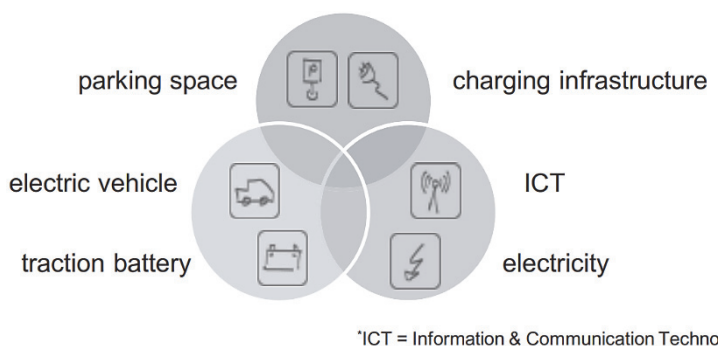 parking space
charging infrastructure
P
electric vehicle
ICT
traction battery
electricity
*ICT = Information & Communication Techno